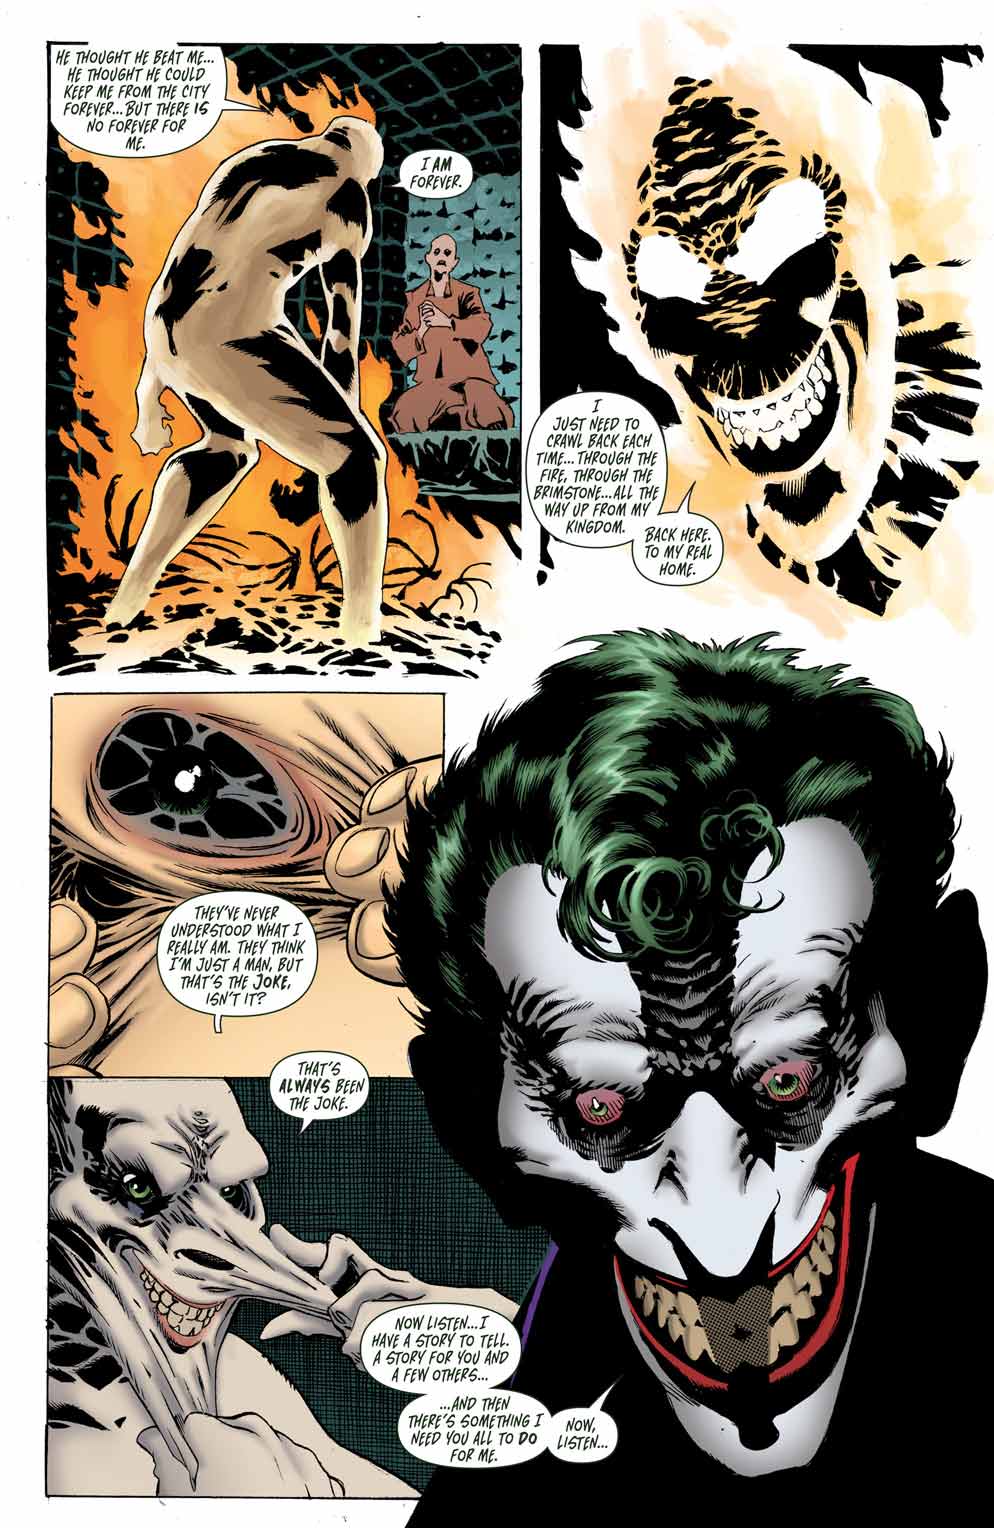 HE THOUGHT HE BEAT ME...
HE THOUGHT HE COULD
KEEP ME FROM THE CITY
FOREVER...BUT THERE IS
NO FOREVER FOR
ME.
I AM
FOREVER.
I
JUST NEED TO
CRAWL BACK EACH
TIME...THROUGH THE
FIRE, THROUGH THE
BRIMSTONE...ALL THE
WAY UP FROM MY
KINGDOM.
BACK HERE.
TO MY REAL
HOME.
THEY'VE NEVER
UNDERSTOOD WHAT I
REALLY AM. THEY THINK
I'M JUST A MAN, BUT
THAT'S THE JOKE,
ISN'T IT?
THAT'S
ALWAYS BEEN
THE JOKE.
NOW LISTEN...I
HAVE A STORY TO TELL.
A STORY FOR YOU AND
A FEW OTHERS...
...AND THEN
THERE'S SOMETHING I
NEED YOU ALL TO DO
FOR ME.
NOW,
LISTEN...